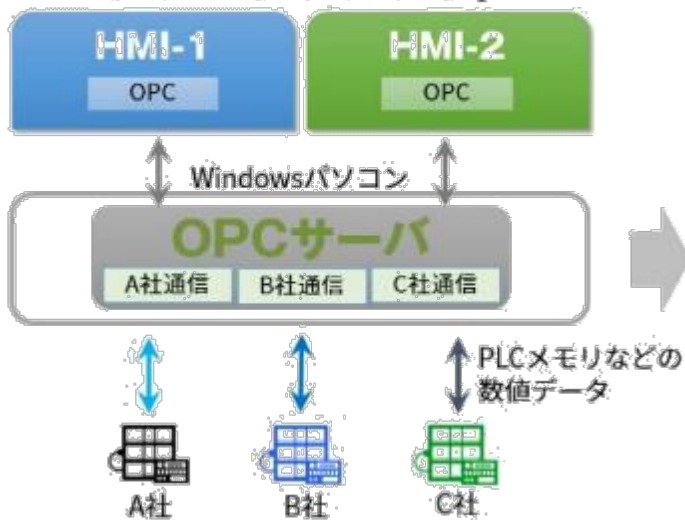 HMI-1
HMI-2
OPC
OPC
Windowsパソコン
OPCサーバ
A社通信
B社通信
C社通信
PLCメモリなどの
数値データ
A社
B社
C社